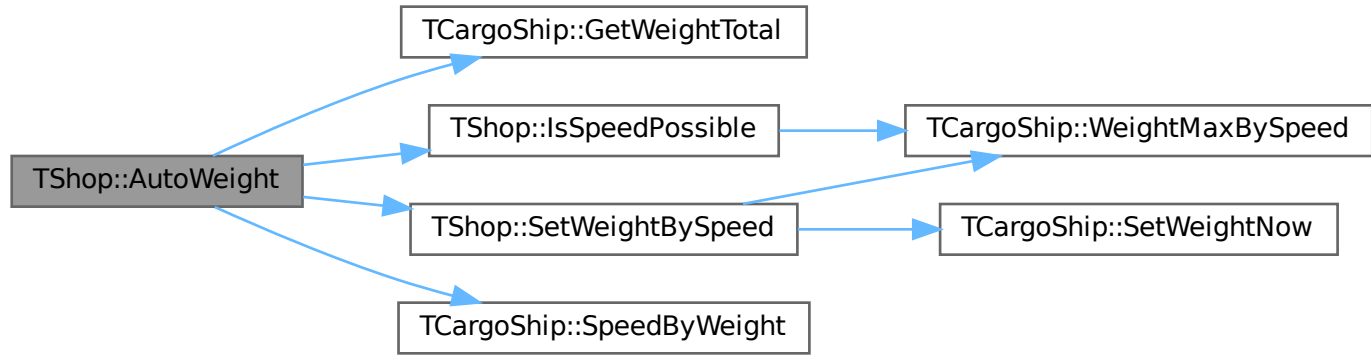 TCargoShip::GetWeightTotal
TShop::IsSpeedPossible
TCargoShip::WeightMaxBySpeed
TShop::AutoWeight
TShop::SetWeightBySpeed
TCargoShip::SetWeightNow
TCargoShip::SpeedByWeight